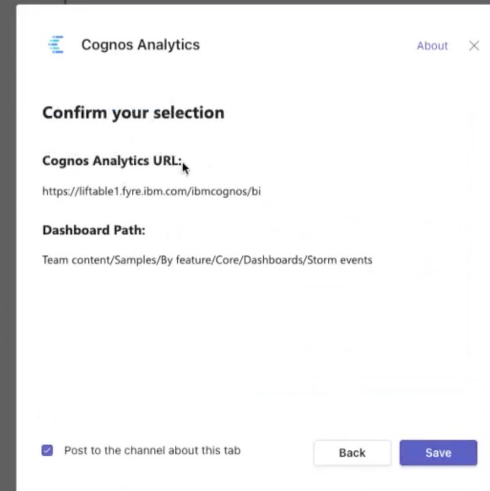 Cognos Analytics
About
Confirm your selection
Cognos Analytics URL:
https://liftable1.fyre.ibm.com/ibmcognos/bi
Dashboard Path:
Team content/Samples/By feature/Core/Dashboards/Storm events
Post to the channel about this tab
Back
Save